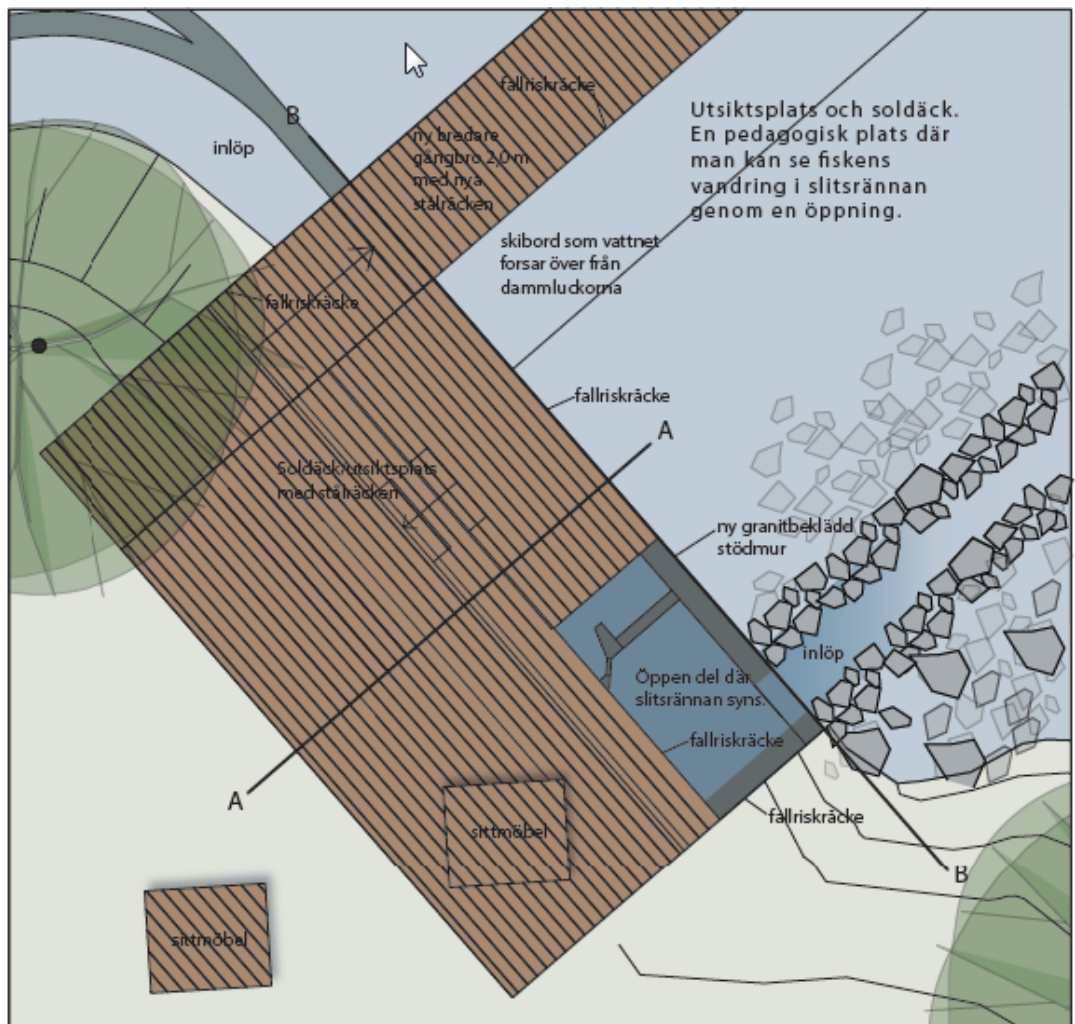 fallriskräcke
B
ny bredare
gångbro 2,0 m
med nya
stålräcken
Utsiktsplats och soldäck.
En pedagogisk plats där
man kan se fiskens
vandring i slitsrännan
genom en öppning.
inlöp
skibord som vattnet
forsar över från
dammluckorna
fallriskräcke
fallriskräcke
A
Soldäck/utsiktsplats
med stålräcken
ny granitbeklädd
stödmur
inlöp
Öppen del där
slitsrännan syns.
fallriskräcke
A
fallriskräcke
sittmöbel
B
sittmöbel